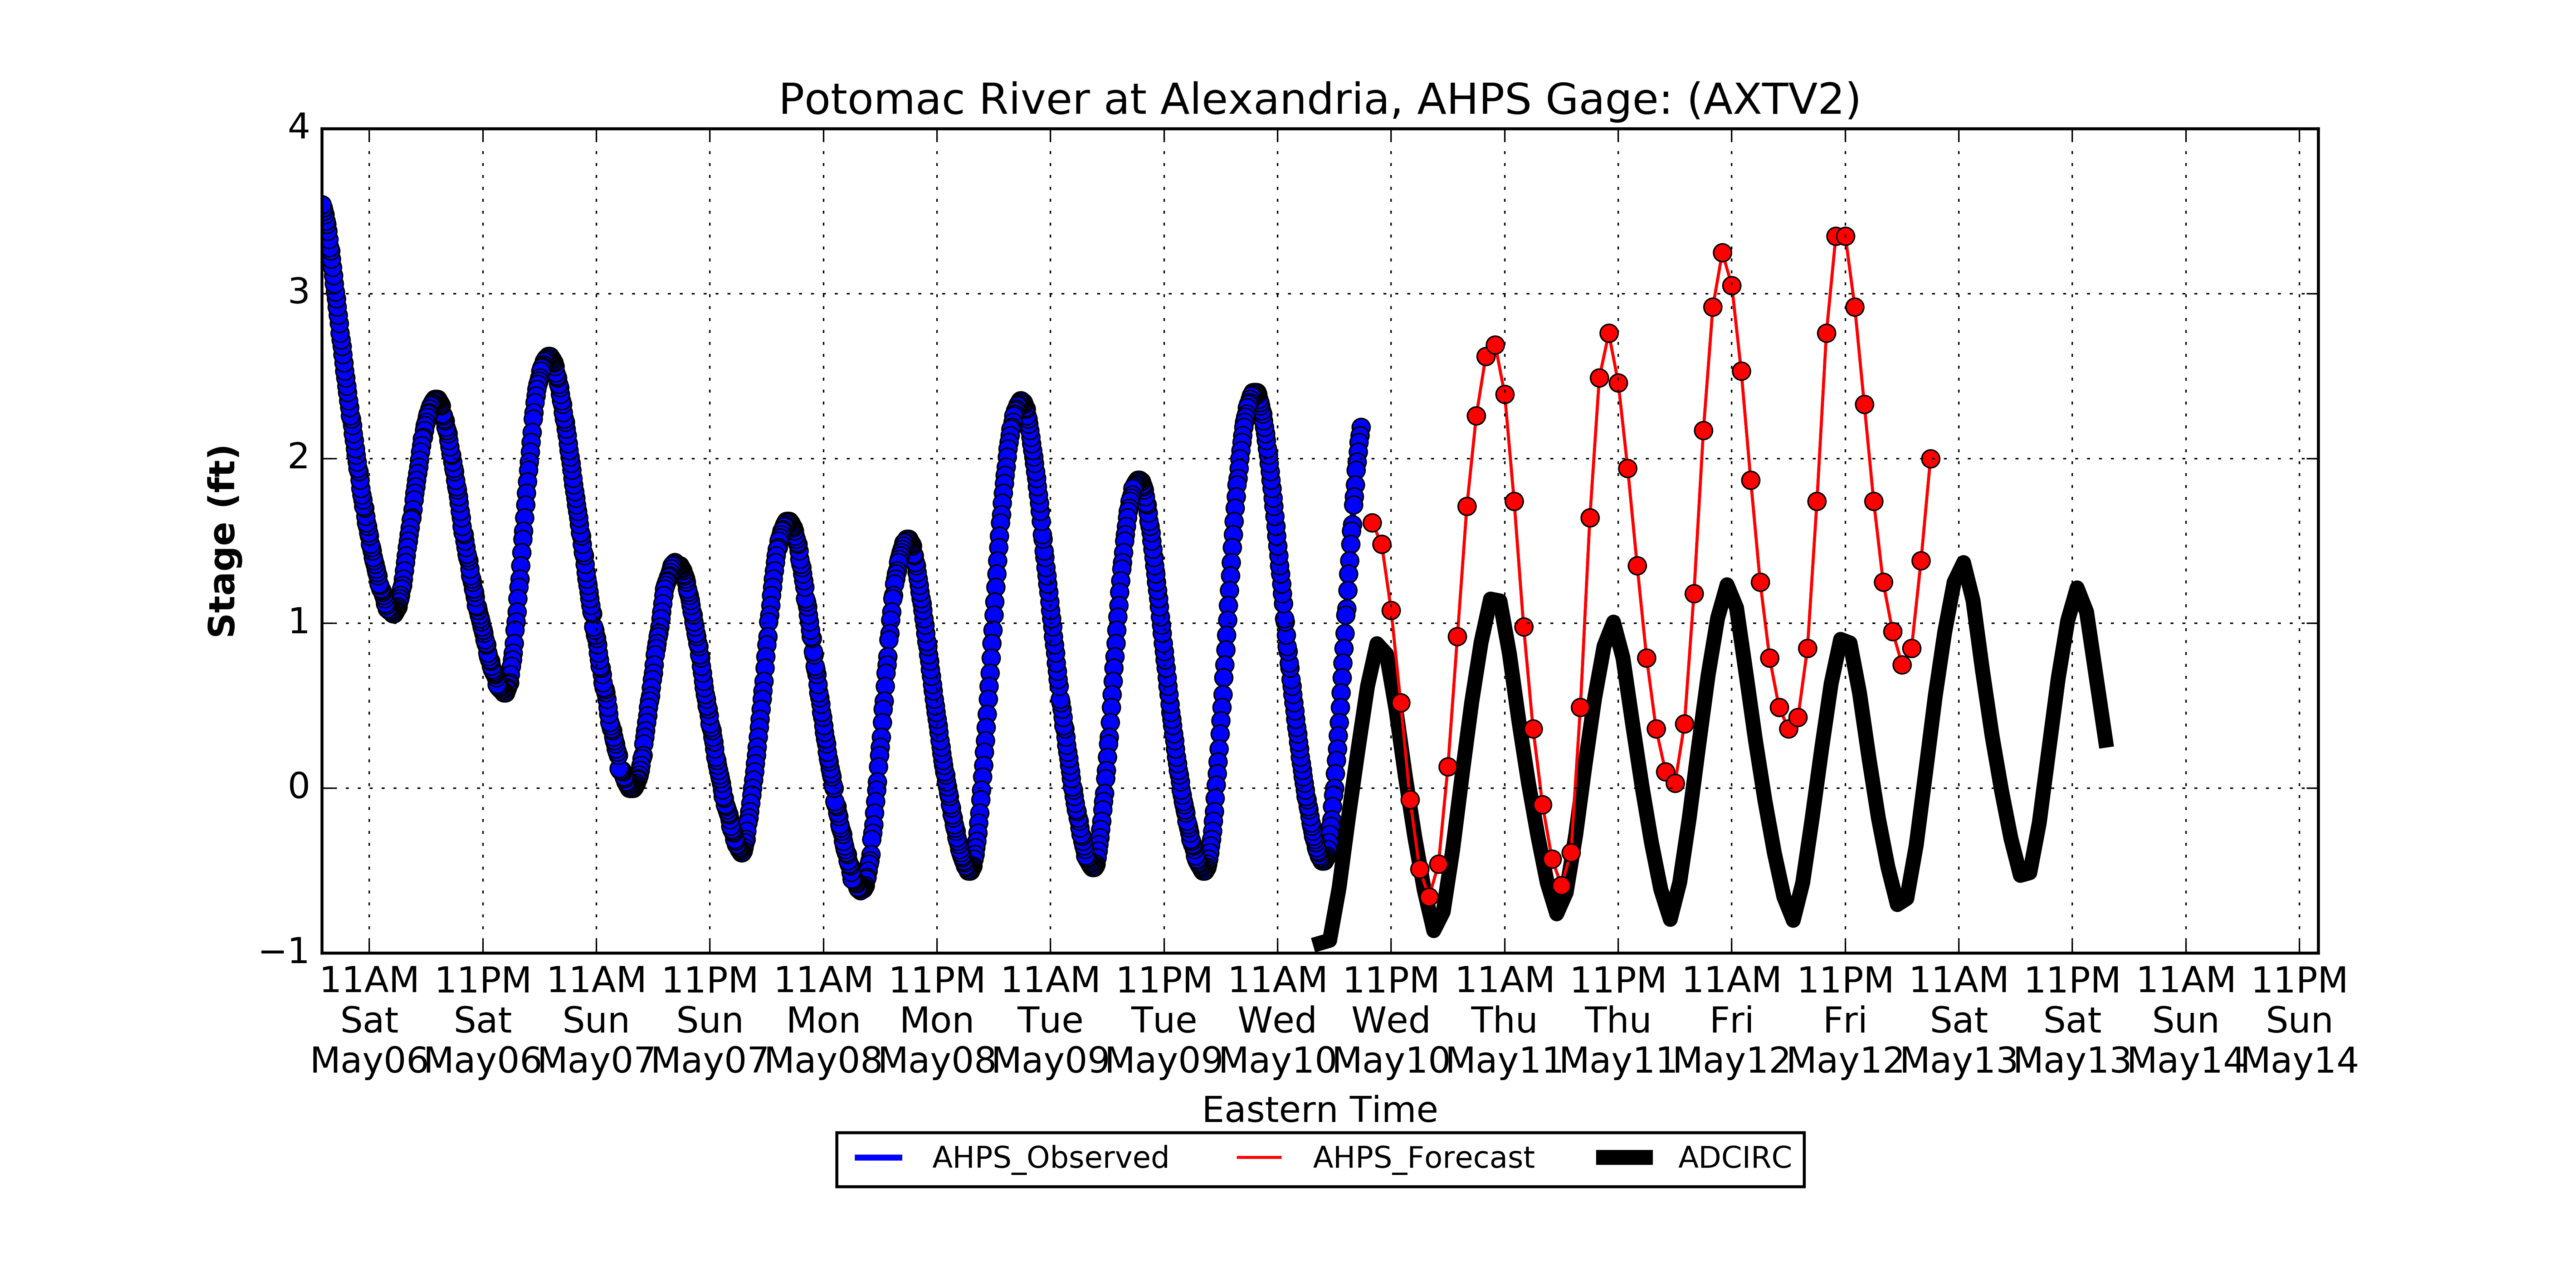 Potomac River at Alexandria, AHPS Gage: (AXTV2)
4
3
2
1
0
−1
Stage (ft)
11AM 11PM 11AM 11PM 11AM 11PM 11AM 11PM 11AM 11PM 11AM 11PM 11AM 11PM 11AM 11PM 11AM 11PM
Sat Sat Sun Sun Mon Mon Tue Tue Wed Wed Thu Thu Fri Fri Sat Sat Sun Sun
May06 May06 May07 May07 May08 May08 May09 May09 May10 May10 May11 May11 May12 May12 May13 May13 May14 May14
Eastern Time
AHPS_Observed AHPS_Forecast ADCIRC